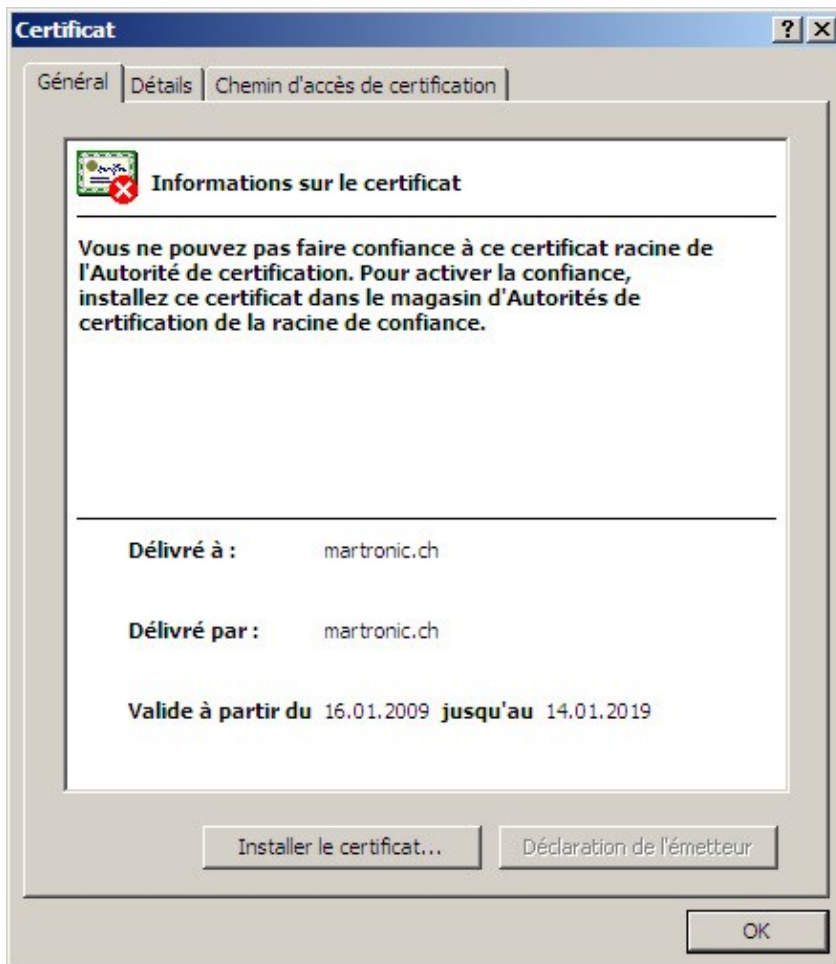 Certificat
Général
Détails
Chemin d'accès de certification
Informations sur le certificat
Vous ne pouvez pas faire confiance à ce certificat racine de
l'Autorité de certification. Pour activer la confiance,
installez ce certificat dans le magasin d'Autorités de
certification de la racine de confiance.
Délivré à : martronic.ch
Délivré par : martronic.ch
Valide à partir du 16.01.2009 jusqu'au 14.01.2019
Installer le certificat...
Déclaration de l'émetteur
OK